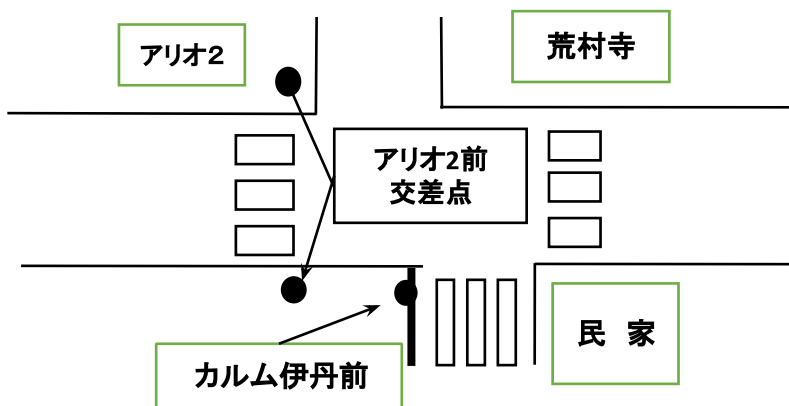 アリオ2
荒村寺
アリオ2前
交差点
民　家
カルム伊丹前